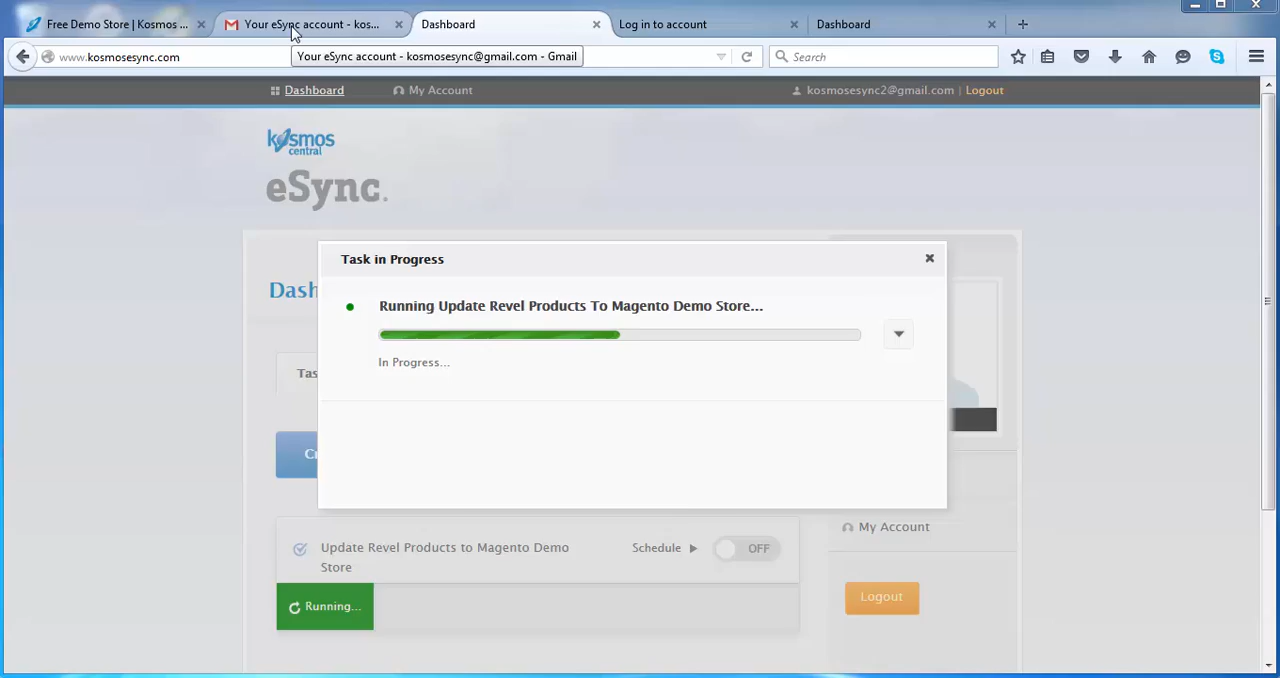 Free Demo Store | Kosmos ...
Your eSync account - kos...
Dashboard
Log in to account
Dashboard
www.kosmosesync.com
Your eSync account - kosmosesync@gmail.com - Gmail
Search
Dashboard
My Account
kosmosesync2@gmail.com | Logout
kosmos
central
eSync.
Dash
Task in Progress
Running Update Revel Products To Magento Demo Store...
In Progress...
Tas
Cr
Update Revel Products to Magento Demo
Store
Schedule
OFF
Running...
My Account
Logout